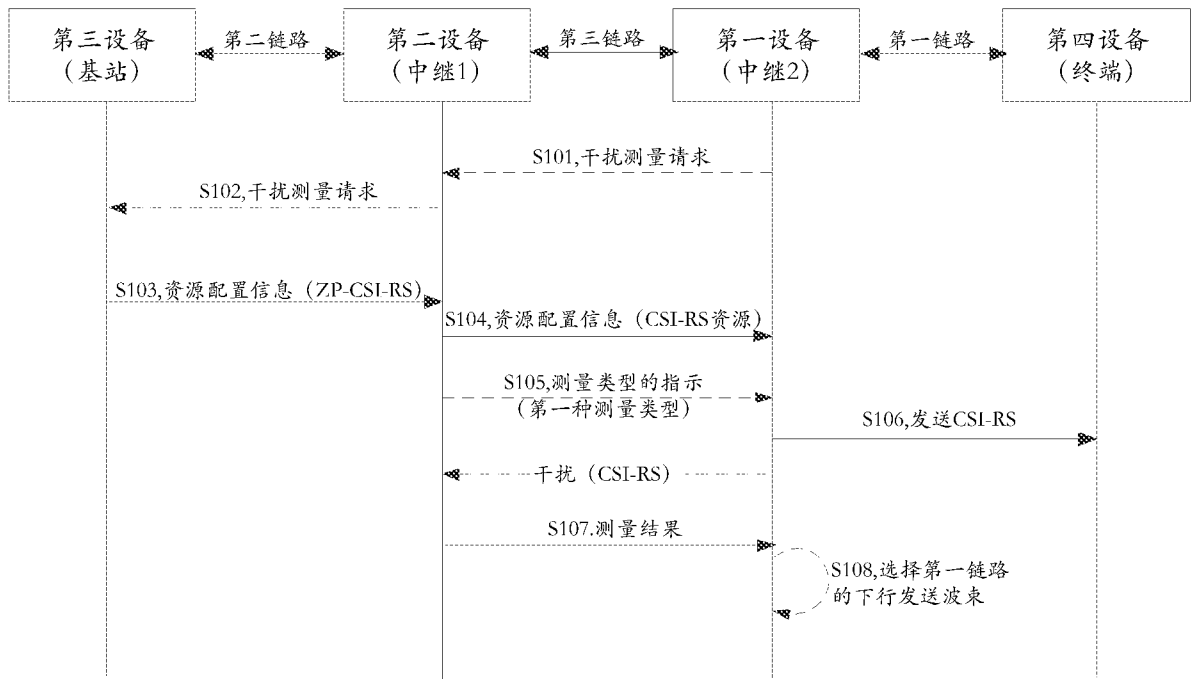 第三设备
（基站）
第二链路
第二设备
（中继1）
第三链路
第一设备
（中继2）
第一链路
第四设备
（终端）
S101,干扰测量请求
S102,干扰测量请求
S103,资源配置信息（ZP-CSI-RS）
S104,资源配置信息（CSI-RS资源）
S105,测量类型的指示
（第一种测量类型）
S106,发送CSI-RS
干扰（CSI-RS）
S107.测量结果
S108,选择第一链路
的下行发送波束